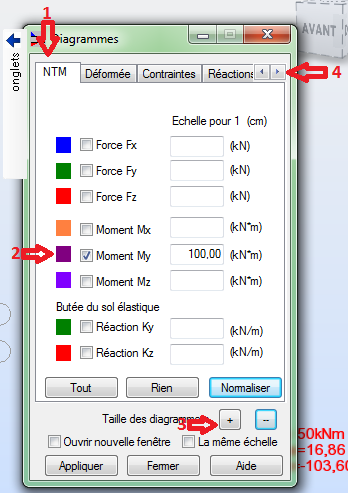 1
AVANT
Diagrammes
onglets
NTM Déformée Contraintes Réactions
4
Echelle pour 1 (cm)
Force Fx (kN)
Force Fy (kN)
Force Fz (kN)
Moment Mx (kN*m)
2 Moment My 100,00 (kN*m)
Moment Mz (kN*m)
Butée du sol élastique
Réaction Ky (kN/m)
Réaction Kz (kN/m)
Tout Rien Normaliser
Taille des diagramme + --
3
50kNm
Ouvrir nouvelle fenêtre La même échelle
=16,86
Appliquer Fermer Aide
=-103,60